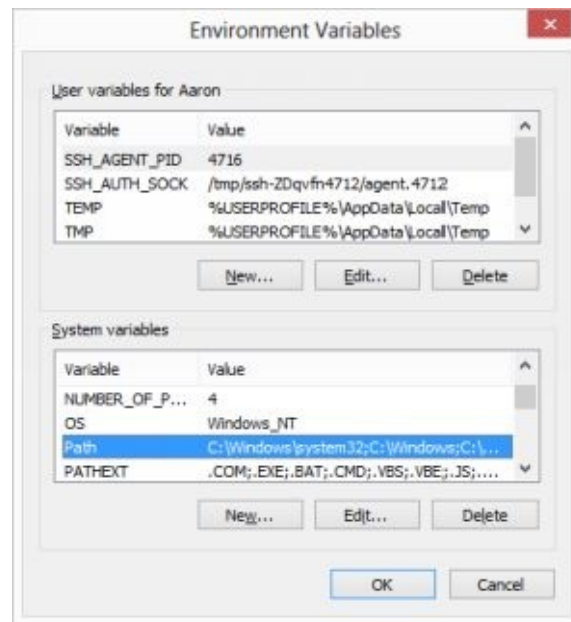 Environment Variables
User variables for Aaron
Variable Value
SSH_AGENT_PID 4716
SSH_AUTH_SOCK /tmp/ssh-ZDqvfn4712/agent.4712
TEMP %USERPROFILE%\AppData\Local\Temp
TMP %USERPROFILE%\AppData\Local\Temp
New... Edit... Delete
System variables
Variable Value
NUMBER_OF_P... 4
OS Windows_NT
Path C:\Windows\system32;C:\Windows;C:\...
PATHEXT .COM;.EXE;.BAT;.CMD;.VBS;.VBE;.JS;....
New... Edit... Delete
OK Cancel